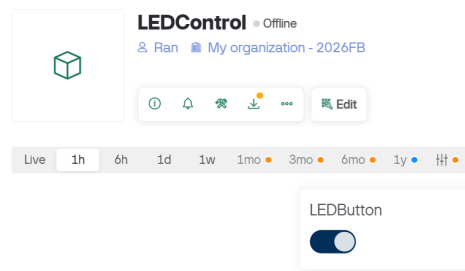 LEDControl Offline
Ran My organization - 2026FB
Edit
Live 1h 6h 1d 1w 1mo 3mo 6mo 1y
LEDButton